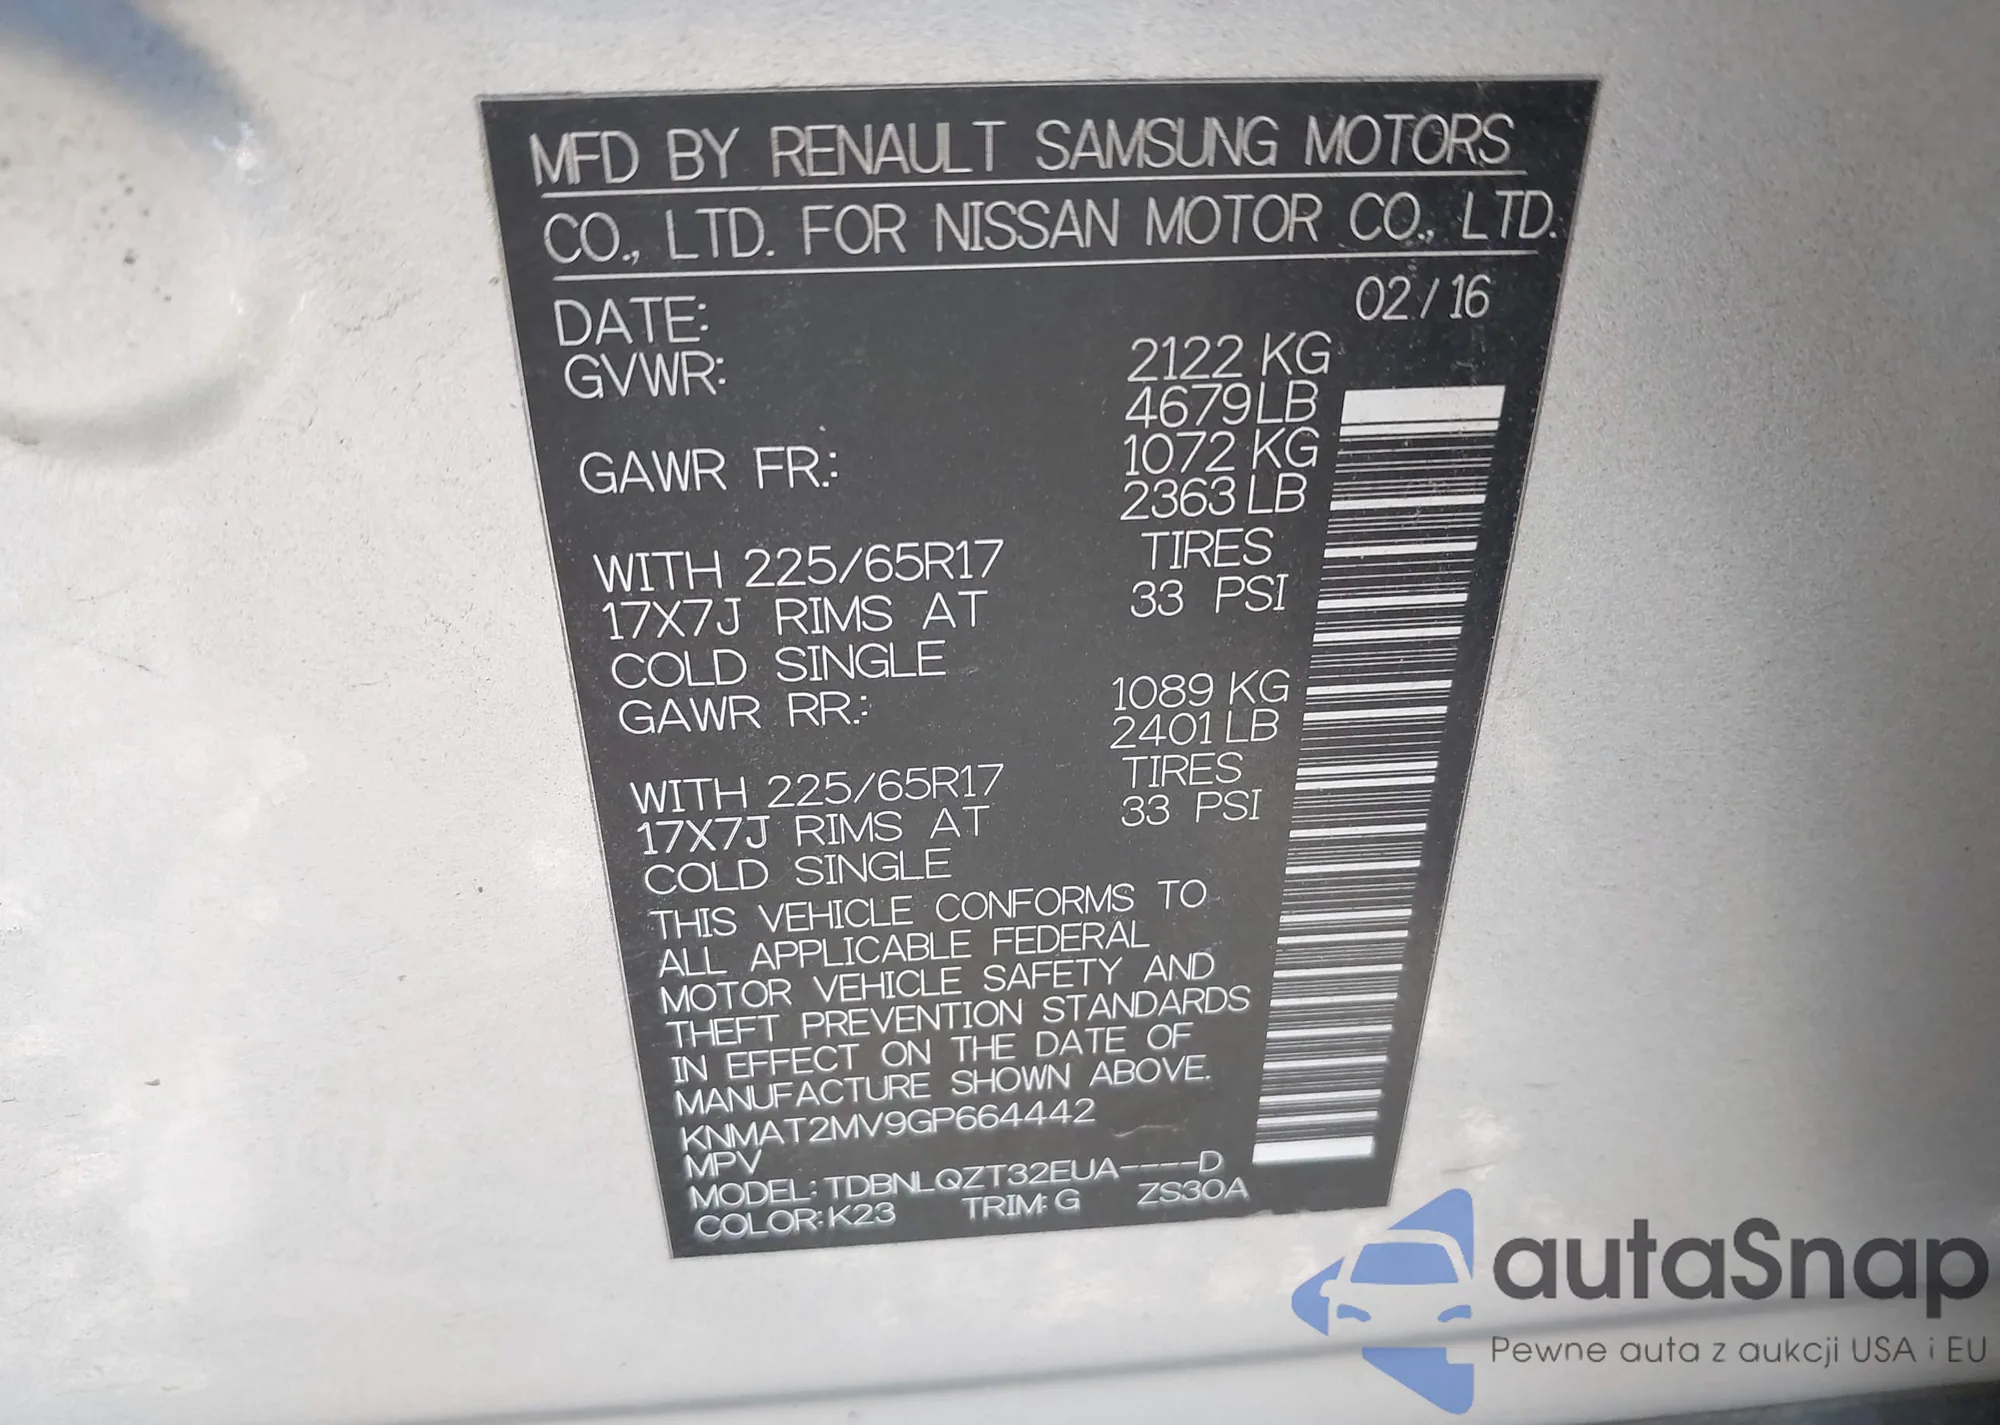 MFD BY RENAULT SAMSUNG MOTORS
CO., LTD. FOR NISSAN MOTOR CO., LTD.
DATE: 02/16
GVWR: 2122 KG
4679 LB
GAWR FR.: 1072 KG
2363 LB
WITH 225/65R17 TIRES
17X7J RIMS AT 33 PSI
COLD SINGLE
GAWR RR.: 1089 KG
2401 LB
WITH 225/65R17 TIRES
17X7J RIMS AT 33 PSI
COLD SINGLE
THIS VEHICLE CONFORMS TO
ALL APPLICABLE FEDERAL
MOTOR VEHICLE SAFETY AND
THEFT PREVENTION STANDARDS
IN EFFECT ON THE DATE OF
MANUFACTURE SHOWN ABOVE.
KNMAT2MV9GP664442
MPV
MODEL: TDBNLQZT32EUA----D
COLOR: K23 TRIM: G ZS30A
autaSnap
Pewne auta z aukcji USA i EU